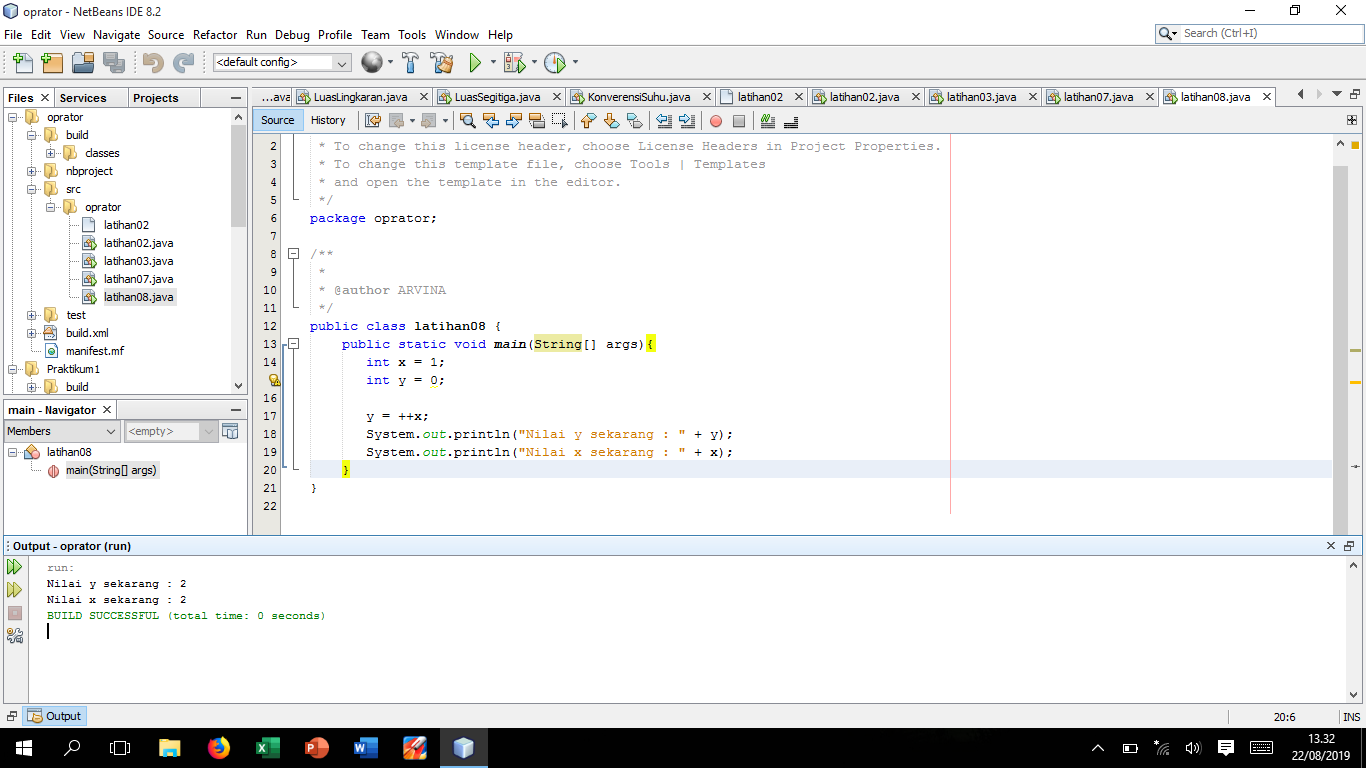 oprator - NetBeans IDE 8.2
File Edit View Navigate Source Refactor Run Debug Profile Team Tools Window Help
Search (Ctrl+I)
<default config>
Files Services Projects
oprator
build
classes
nbproject
src
oprator
latihan02
latihan02.java
latihan03.java
latihan07.java
latihan08.java
test
build.xml
manifest.mf
Praktikum1
build
main - Navigator
Members <empty>
latihan08
main(String[] args)
...ava LuasLingkaran.java LuasSegitiga.java KonverensiSuhu.java latihan02 latihan02.java latihan03.java latihan07.java latihan08.java
Source History
2 * To change this license header, choose License Headers in Project Properties.
3 * To change this template file, choose Tools | Templates
4 * and open the template in the editor.
5 */
6 package oprator;
7
8 /**
9 *
10 * @author ARVINA
11 */
12 public class latihan08 {
13 public static void main(String[] args){
14 int x = 1;
int y = 0;
16
17 y = ++x;
18 System.out.println("Nilai y sekarang : " + y);
19 System.out.println("Nilai x sekarang : " + x);
20 }
21 }
22
Output - oprator (run)
run:
Nilai y sekarang : 2
Nilai x sekarang : 2
BUILD SUCCESSFUL (total time: 0 seconds)
Output
20:6 INS
13.32
22/08/2019